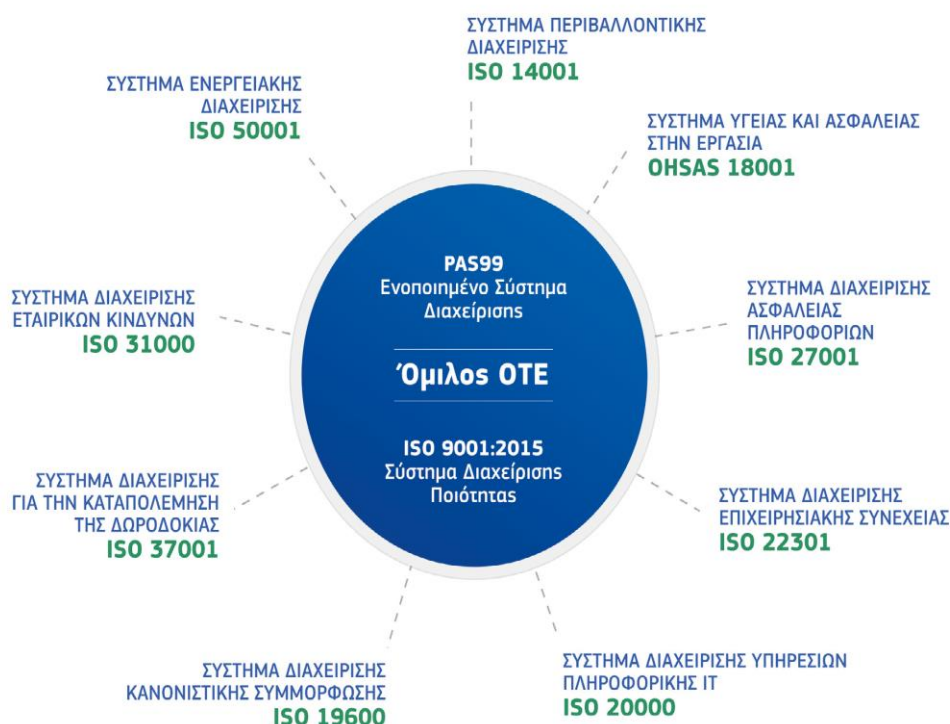 ΣΥΣΤΗΜΑ ΠΕΡΙΒΑΛΛΟΝΤΙΚΗΣ
ΔΙΑΧΕΙΡΙΣΗΣ
ISO 14001
ΣΥΣΤΗΜΑ ΕΝΕΡΓΕΙΑΚΗΣ
ΔΙΑΧΕΙΡΙΣΗΣ
ISO 50001
ΣΥΣΤΗΜΑ ΥΓΕΙΑΣ ΚΑΙ ΑΣΦΑΛΕΙΑΣ
ΣΤΗΝ ΕΡΓΑΣΙΑ
OHSAS 18001
PAS99
Ενοποιημένο Σύστημα
Διαχείρισης
Όμιλος ΟΤΕ
ISO 9001:2015
Σύστημα Διαχείρισης
Ποιότητας
ΣΥΣΤΗΜΑ ΔΙΑΧΕΙΡΙΣΗΣ
ΕΤΑΙΡΙΚΩΝ ΚΙΝΔΥΝΩΝ
ISO 31000
ΣΥΣΤΗΜΑ ΔΙΑΧΕΙΡΙΣΗΣ
ΑΣΦΑΛΕΙΑΣ
ΠΛΗΡΟΦΟΡΙΩΝ
ISO 27001
ΣΥΣΤΗΜΑ ΔΙΑΧΕΙΡΙΣΗΣ
ΓΙΑ ΤΗΝ ΚΑΤΑΠΟΛΕΜΗΣΗ
ΤΗΣ ΔΩΡΟΔΟΚΙΑΣ
ISO 37001
ΣΥΣΤΗΜΑ ΔΙΑΧΕΙΡΙΣΗΣ
ΕΠΙΧΕΙΡΗΣΙΑΚΗΣ ΣΥΝΕΧΕΙΑΣ
ISO 22301
ΣΥΣΤΗΜΑ ΔΙΑΧΕΙΡΙΣΗΣ
ΚΑΝΟΝΙΣΤΙΚΗΣ ΣΥΜΜΟΡΦΩΣΗΣ
ISO 19600
ΣΥΣΤΗΜΑ ΔΙΑΧΕΙΡΙΣΗΣ ΥΠΗΡΕΣΙΩΝ
ΠΛΗΡΟΦΟΡΙΚΗΣ ΙΤ
ISO 20000